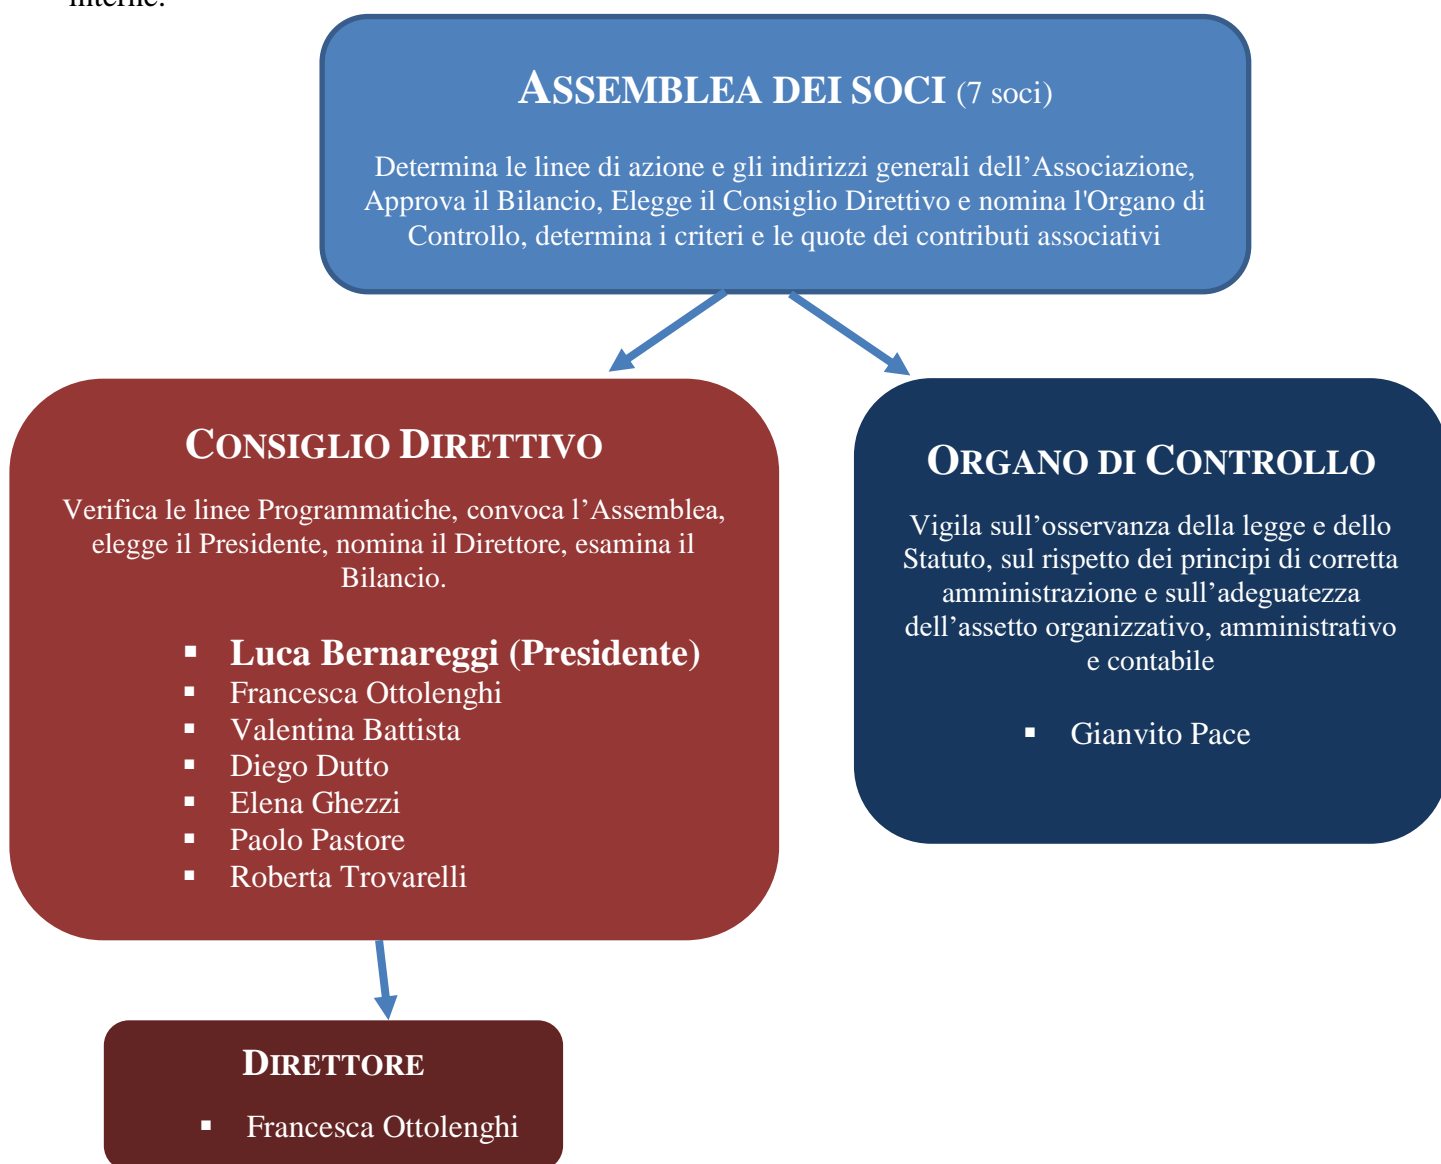 interne.
ASSEMBLEA DEI SOCI (7 soci)
Determina le linee di azione e gli indirizzi generali dell’Associazione,
Approva il Bilancio, Elegge il Consiglio Direttivo e nomina l'Organo di
Controllo, determina i criteri e le quote dei contributi associativi
CONSIGLIO DIRETTIVO
Verifica le linee Programmatiche, convoca l’Assemblea,
elegge il Presidente, nomina il Direttore, esamina il
Bilancio.
▪ Luca Bernareggi (Presidente)
▪ Francesca Ottolenghi
▪ Valentina Battista
▪ Diego Dutto
▪ Elena Ghezzi
▪ Paolo Pastore
▪ Roberta Trovarelli
ORGANO DI CONTROLLO
Vigila sull’osservanza della legge e dello
Statuto, sul rispetto dei principi di corretta
amministrazione e sull’adeguatezza
dell’assetto organizzativo, amministrativo
e contabile
▪ Gianvito Pace
DIRETTORE
▪ Francesca Ottolenghi